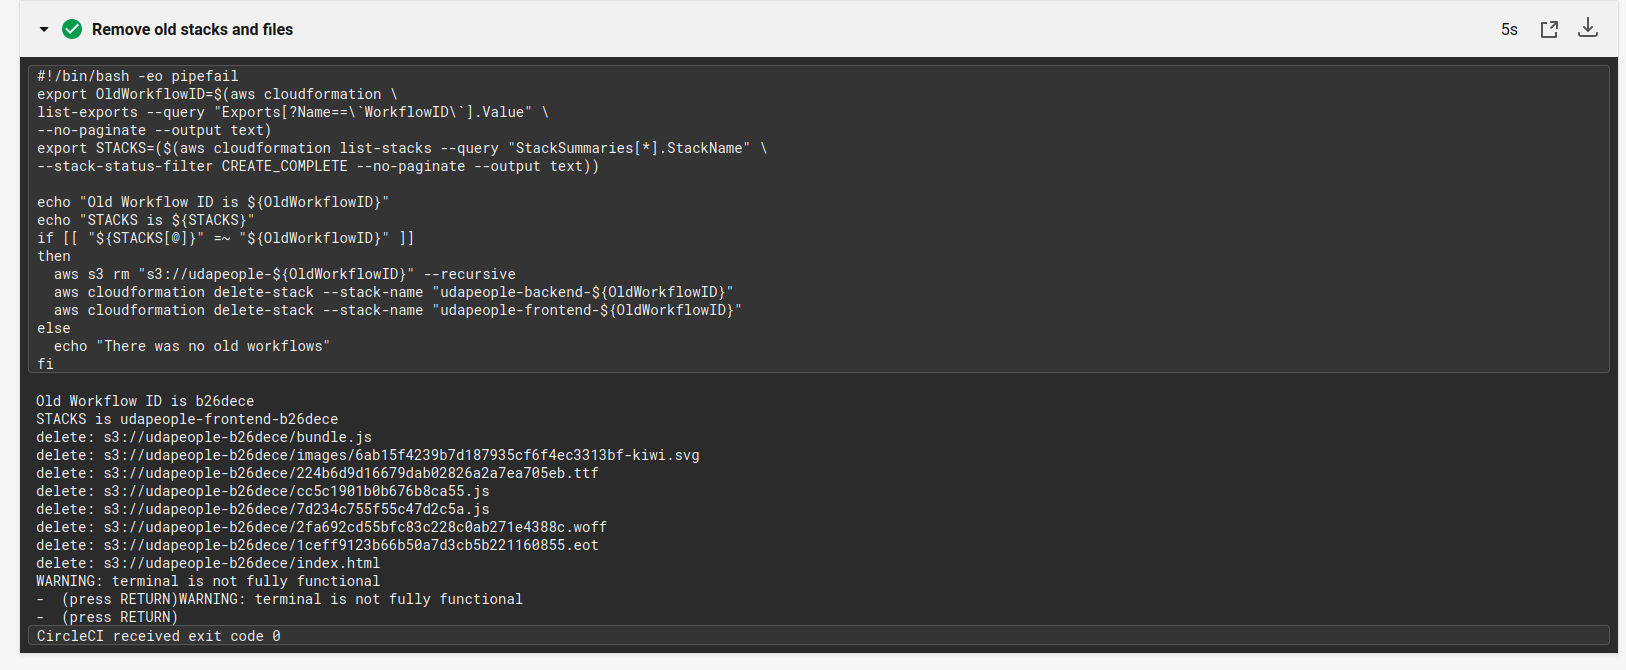 Remove old stacks and files
5s
#!/bin/bash -eo pipefail
export OldWorkflowID=$(aws cloudformation \
list-exports --query "Exports[?Name==\`WorkflowID\`].Value" \
--no-paginate --output text)
export STACKS=($(aws cloudformation list-stacks --query "StackSummaries[*].StackName" \
--stack-status-filter CREATE_COMPLETE --no-paginate --output text))
echo "Old Workflow ID is ${OldWorkflowID}"
echo "STACKS is ${STACKS}"
if [[ "${STACKS[@]}" =~ "${OldWorkflowID}" ]]
then
  aws s3 rm "s3://udapeople-${OldWorkflowID}" --recursive
  aws cloudformation delete-stack --stack-name "udapeople-backend-${OldWorkflowID}"
  aws cloudformation delete-stack --stack-name "udapeople-frontend-${OldWorkflowID}"
else
  echo "There was no old workflows"
fi
Old Workflow ID is b26dece
STACKS is udapeople-frontend-b26dece
delete: s3://udapeople-b26dece/bundle.js
delete: s3://udapeople-b26dece/images/6ab15f4239b7d187935cf6f4ec3313bf-kiwi.svg
delete: s3://udapeople-b26dece/224b6d9d16679dab02826a2a7ea705eb.ttf
delete: s3://udapeople-b26dece/cc5c1901b0b676b8ca55.js
delete: s3://udapeople-b26dece/7d234c755f55c47d2c5a.js
delete: s3://udapeople-b26dece/2fa692cd55bfc83c228c0ab271e4388c.woff
delete: s3://udapeople-b26dece/1ceff9123b66b50a7d3cb5b221160855.eot
delete: s3://udapeople-b26dece/index.html
WARNING: terminal is not fully functional
-  (press RETURN)WARNING: terminal is not fully functional
-  (press RETURN)
CircleCI received exit code 0